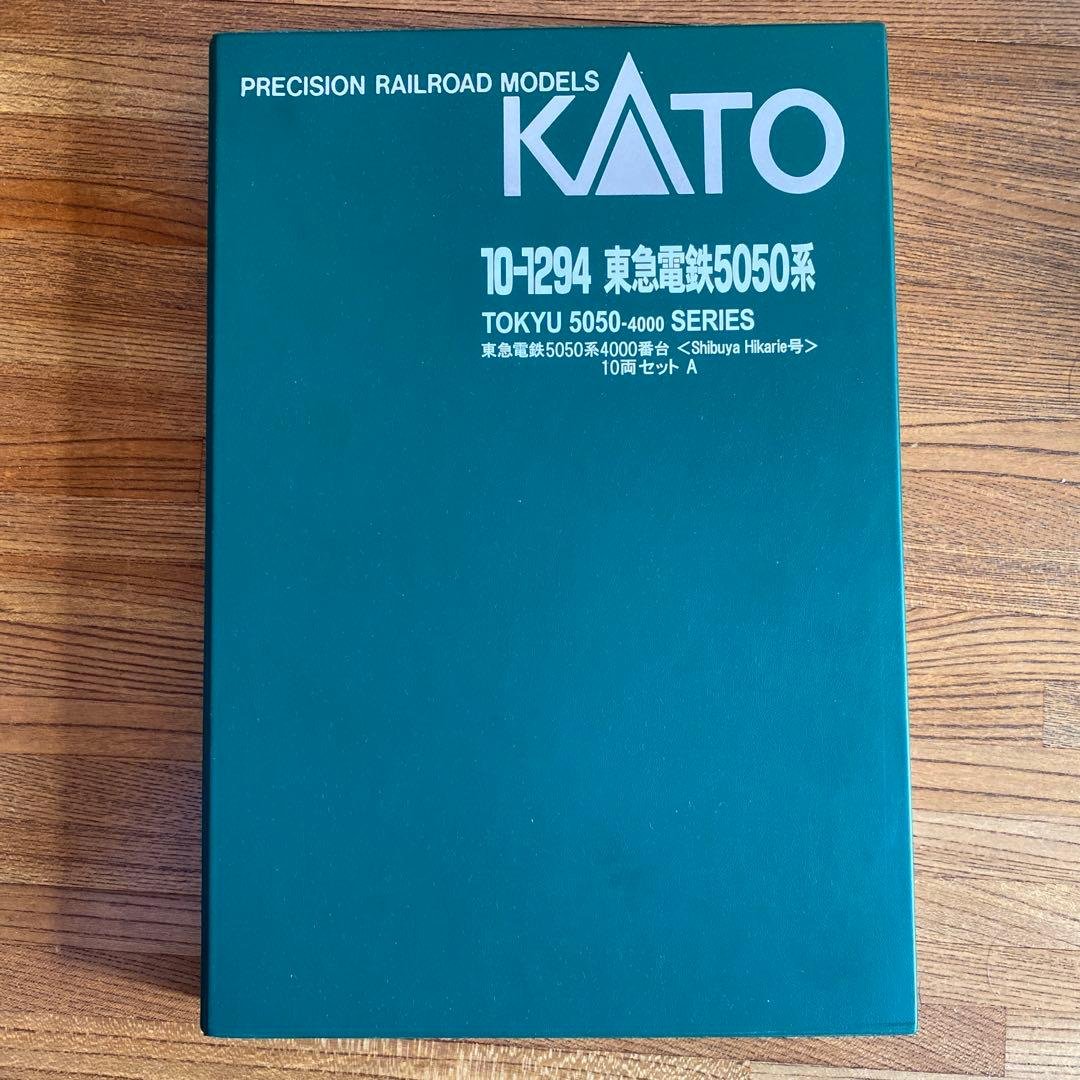 PRECISION RAILROAD MODELS
KATO
10-1294 東急電鉄5050系
TOKYU 5050-4000 SERIES
東急電鉄5050系4000番台 <Shibuya Hikarie号>
10両セット A